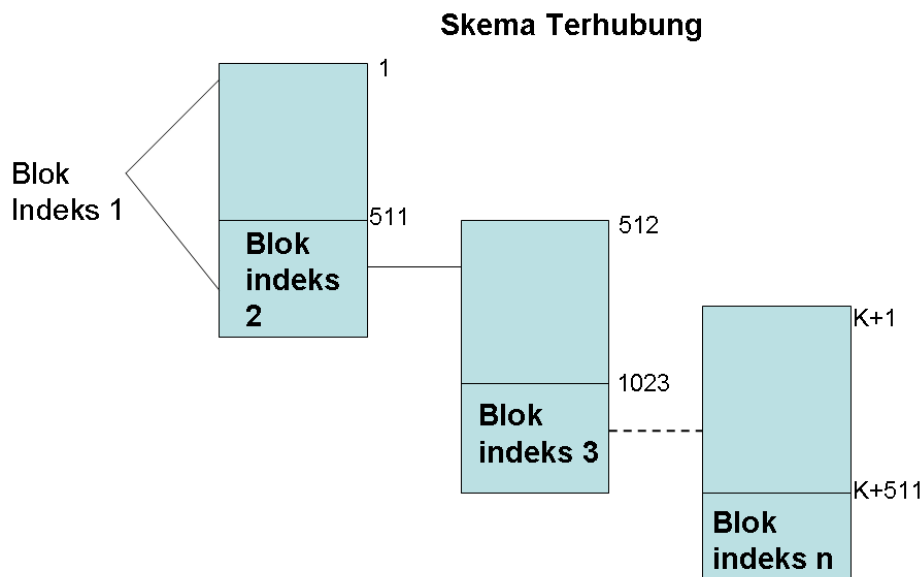 Skema Terhubung
1
Blok
Indeks 1
511
Blok
indeks
2
512
1023
Blok
indeks 3
K+1
K+511
Blok
indeks n